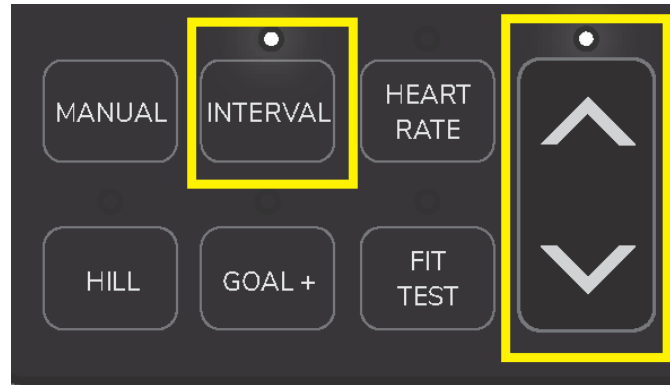 MANUAL
INTERVAL
HEART
RATE
HILL
GOAL +
FIT
TEST